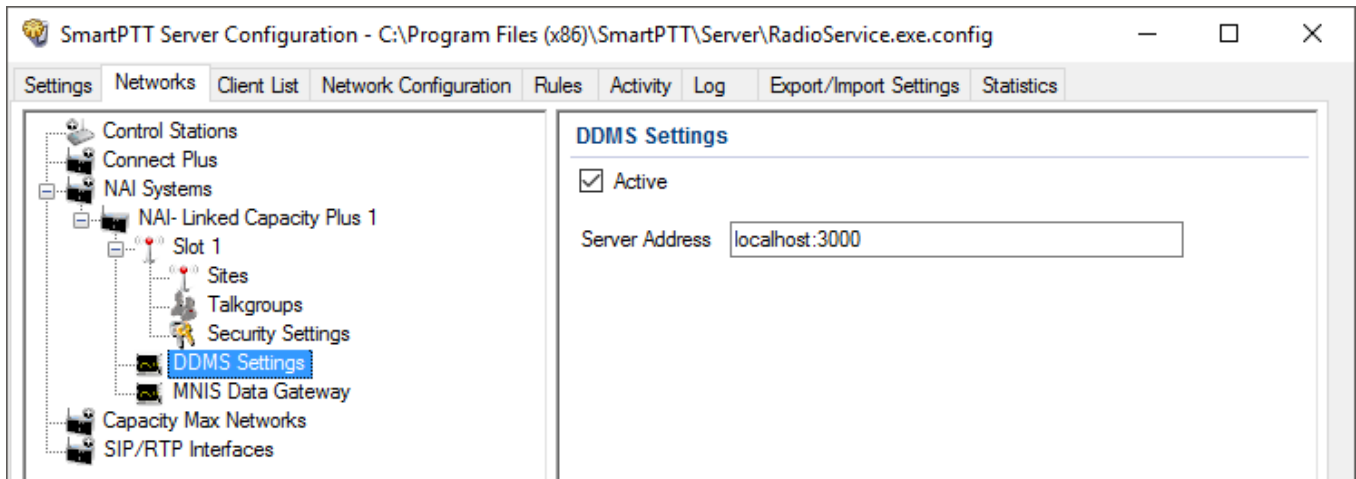 SmartPTT Server Configuration - C:\Program Files (x86)\SmartPTT\Server\RadioService.exe.config
Settings Networks Client List Network Configuration Rules Activity Log Export/Import Settings Statistics
Control Stations
Connect Plus
NAI Systems
NAI- Linked Capacity Plus 1
Slot 1
Sites
Talkgroups
Security Settings
DDMS Settings
MNIS Data Gateway
Capacity Max Networks
SIP/RTP Interfaces
DDMS Settings
Active
Server Address localhost:3000